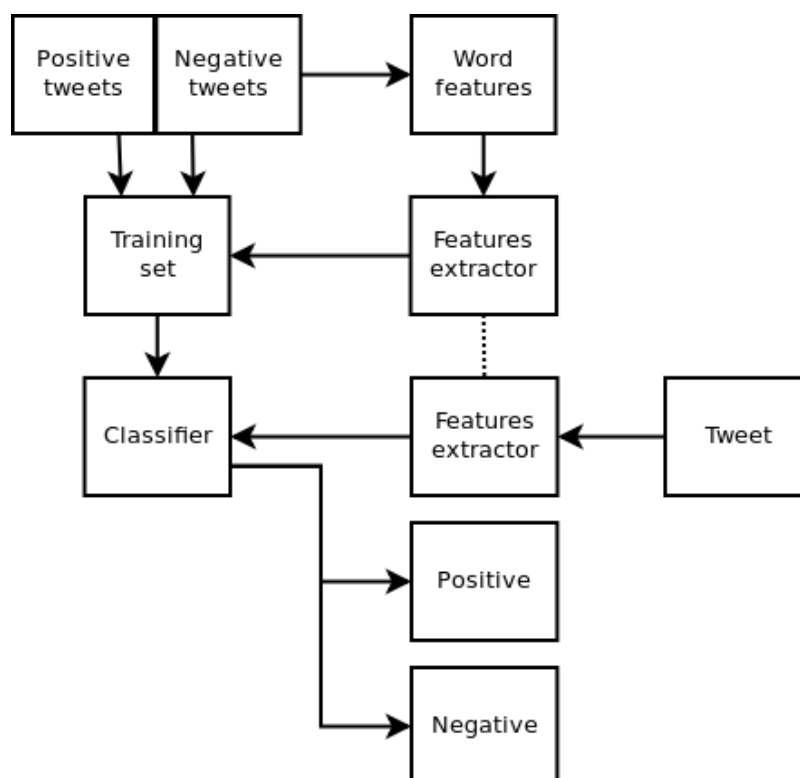 Positive
tweets
Negative
tweets
Word
features
Training
set
Features
extractor
Classifier
Features
extractor
Tweet
Positive
Negative